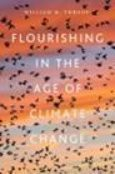 FLOURISHING
IN THE
AGE OF
CLIMATE
CHANGE